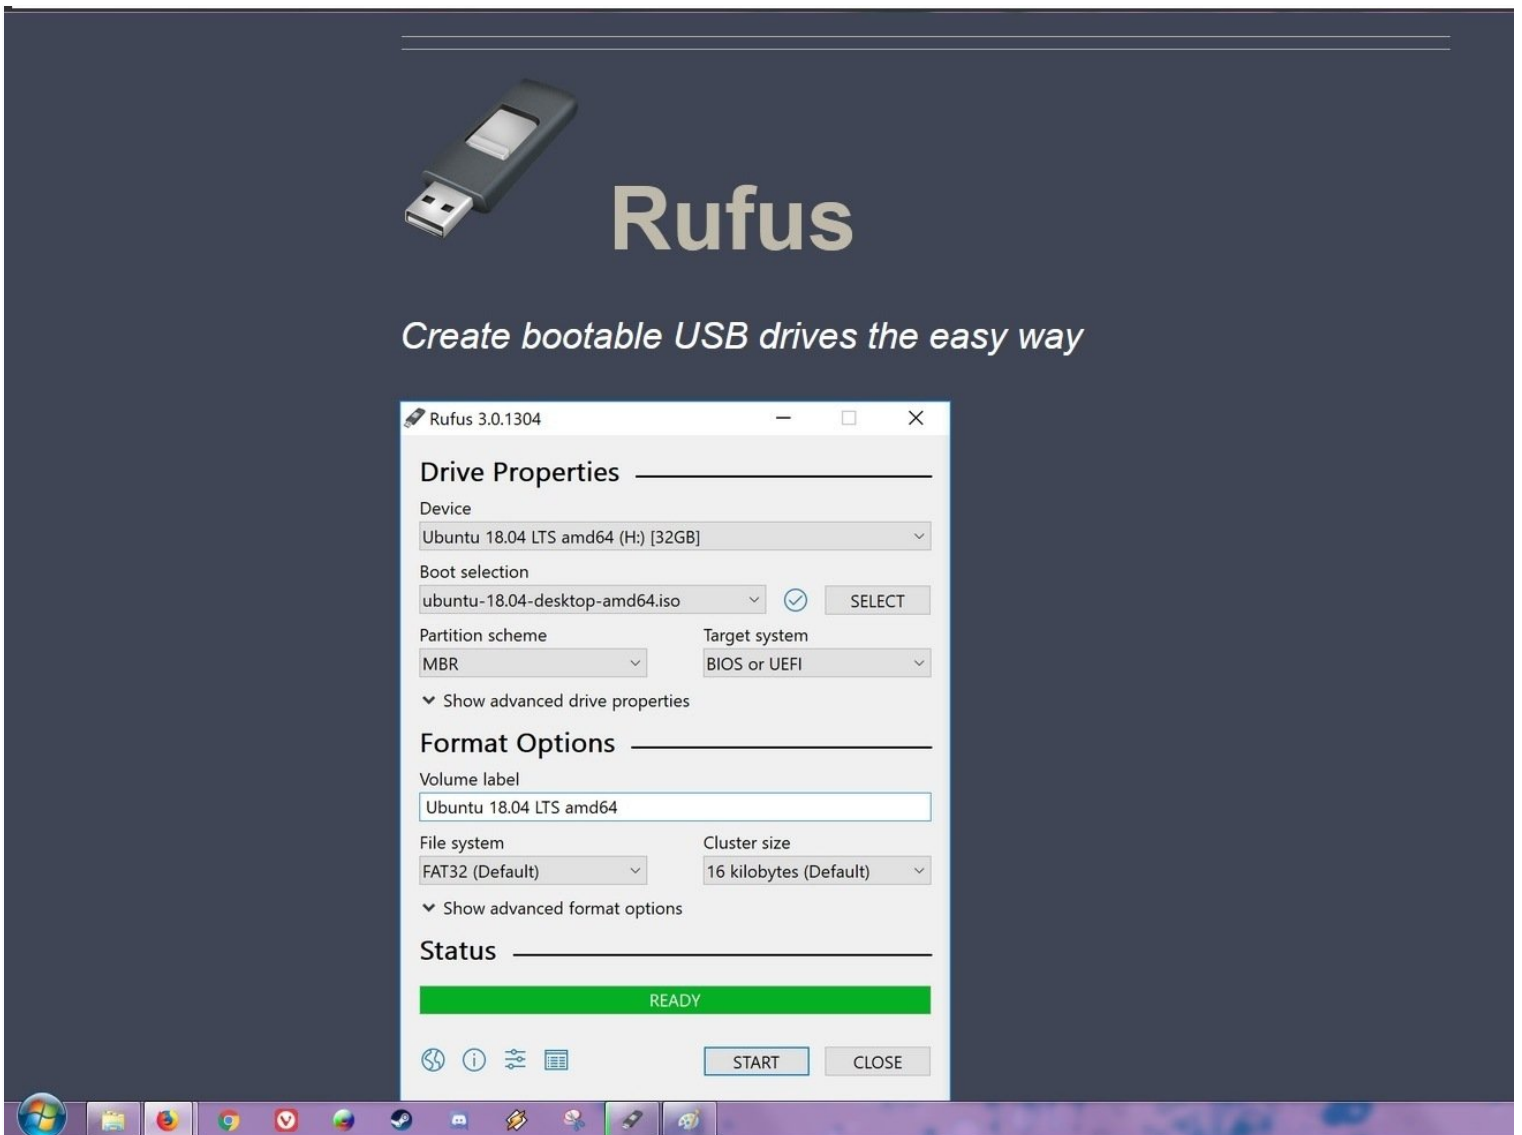 Rufus
Create bootable USB drives the easy way
Rufus 3.0.1304
Drive Properties
Device
Ubuntu 18.04 LTS amd64 (H:) [32GB]
Boot selection
ubuntu-18.04-desktop-amd64.iso SELECT
Partition scheme Target system
MBR BIOS or UEFI
Show advanced drive properties
Format Options
Volume label
Ubuntu 18.04 LTS amd64
File system Cluster size
FAT32 (Default) 16 kilobytes (Default)
Show advanced format options
Status
READY
START CLOSE